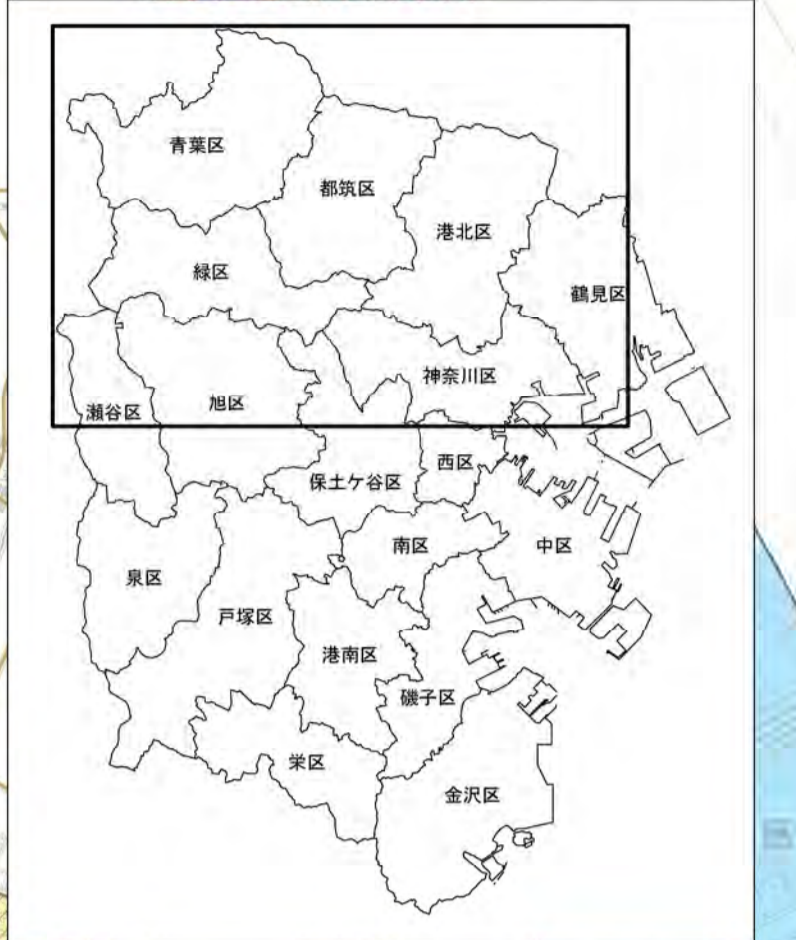 青葉区
都筑区
港北区
緑区
鶴見区
神奈川区
旭区
瀬谷区
西区
保土ケ谷区
南区
中区
泉区
戸塚区
港南区
磯子区
栄区
金沢区